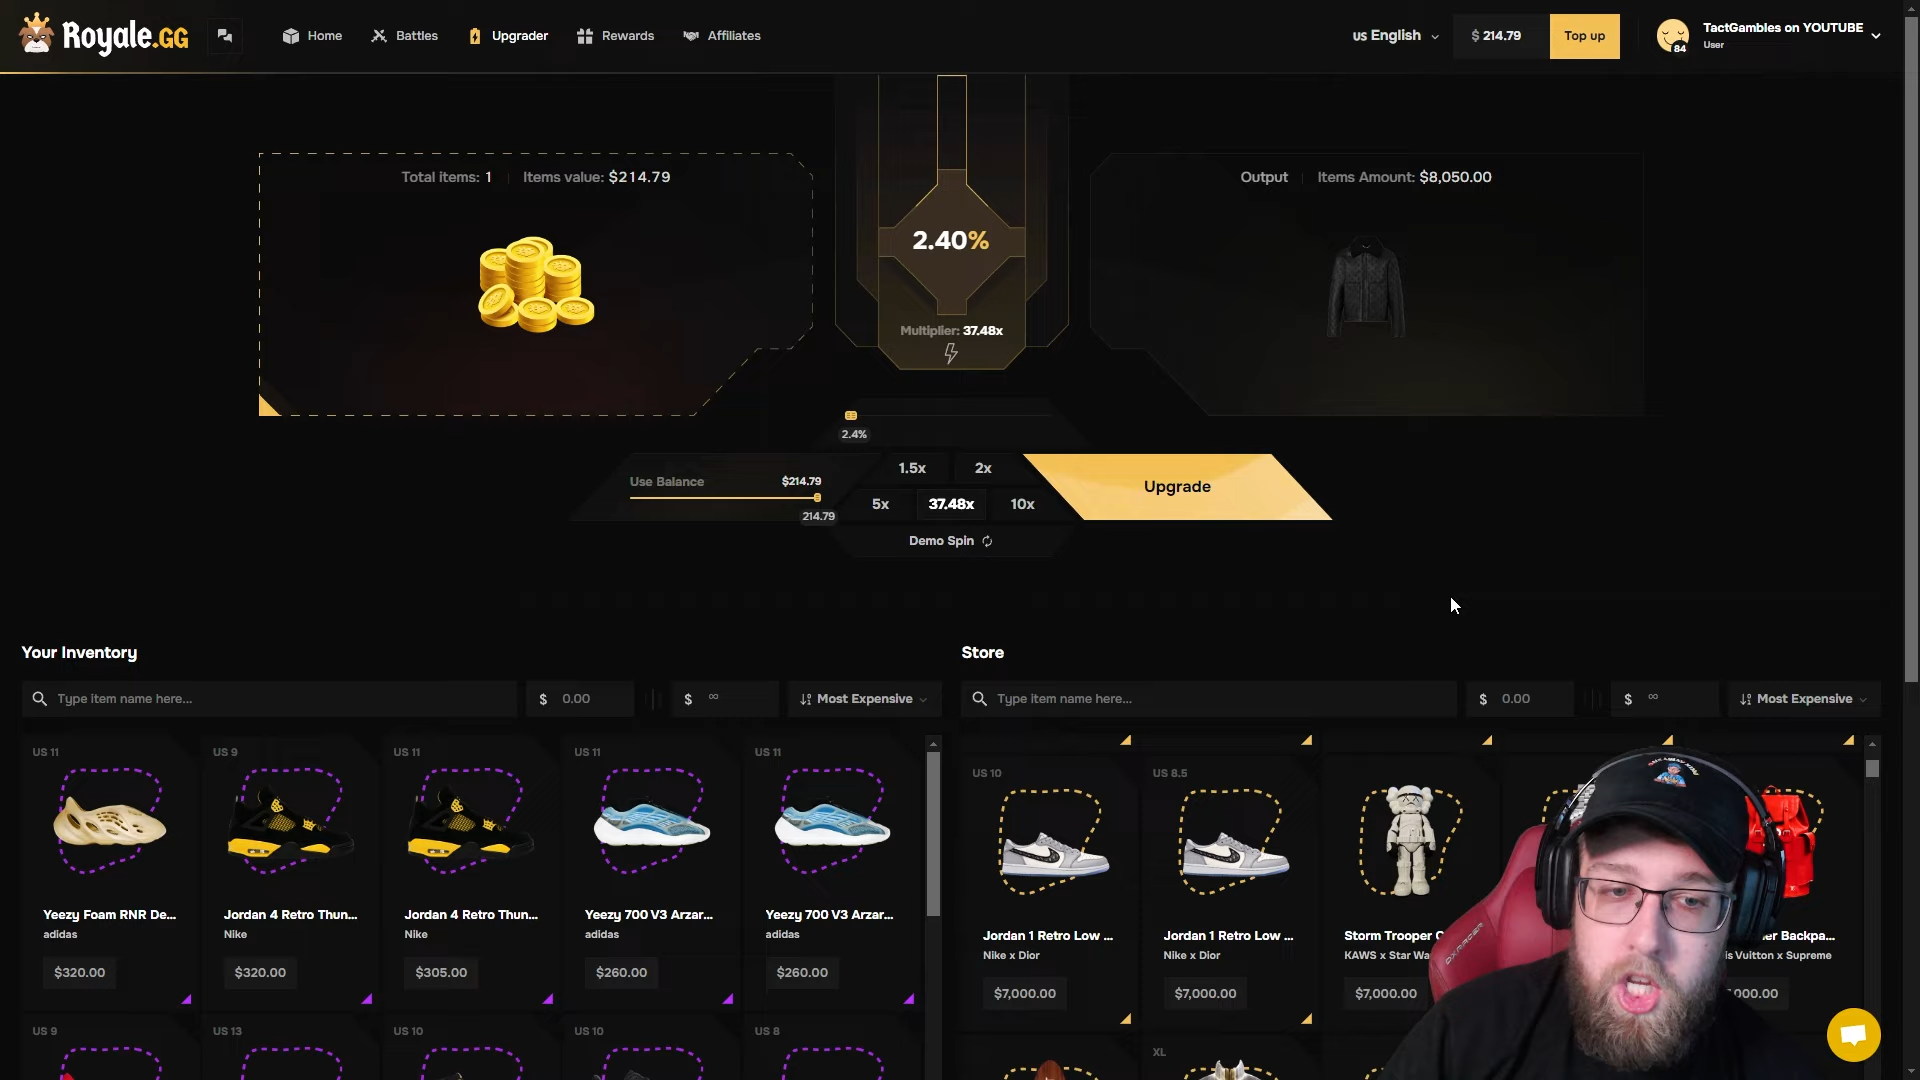 Royale.GG
Home
Battles
Upgrader
Rewards
Affiliates
us English
$ 214.79
Top up
TactGambles on YOUTUBE
User
84
Total items: 1
Items value: $214.79
2.40%
Multiplier: 37.48x
Output
Items Amount: $8,050.00
2.4%
Use Balance
$214.79
214.79
1.5x
2x
5x
37.48x
10x
Upgrade
Demo Spin
Your Inventory
Type item name here...
$ 0.00
$ ∞
Most Expensive
Store
Type item name here...
$ 0.00
$ ∞
Most Expensive
US 11
US 9
US 11
US 11
US 11
Yeezy Foam RNR De...
adidas
$320.00
Jordan 4 Retro Thun...
Nike
$320.00
Jordan 4 Retro Thun...
Nike
$305.00
Yeezy 700 V3 Arzar...
adidas
$260.00
Yeezy 700 V3 Arzar...
adidas
$260.00
US 9
US 13
US 10
US 10
US 8
US 10
US 8.5
Jordan 1 Retro Low ...
Nike x Dior
$7,000.00
Jordan 1 Retro Low ...
Nike x Dior
$7,000.00
Storm Trooper
KAWS x Star Wa
$7,000.00
er Backpa...
is Vuitton x Supreme
000.00
XL
DXRACER